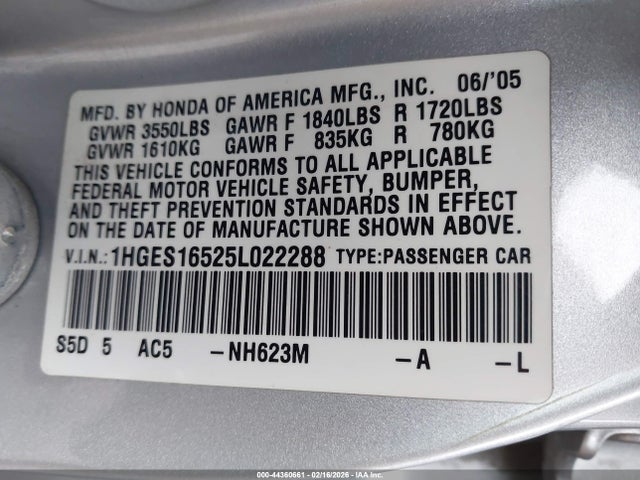 MFD. BY HONDA OF AMERICA MFG., INC. 06/'05
GVWR 3550LBS GAWR F 1840LBS R 1720LBS
GVWR 1610KG GAWR F 835KG R 780KG
THIS VEHICLE CONFORMS TO ALL APPLICABLE
FEDERAL MOTOR VEHICLE SAFETY, BUMPER,
AND THEFT PREVENTION STANDARDS IN EFFECT
ON THE DATE OF MANUFACTURE SHOWN ABOVE.
V.I.N.: 1HGES16525L022288 TYPE:PASSENGER CAR
S5D 5 AC5 -NH623M -A -L
000-44360661 - 02/16/2026 - IAA Inc.